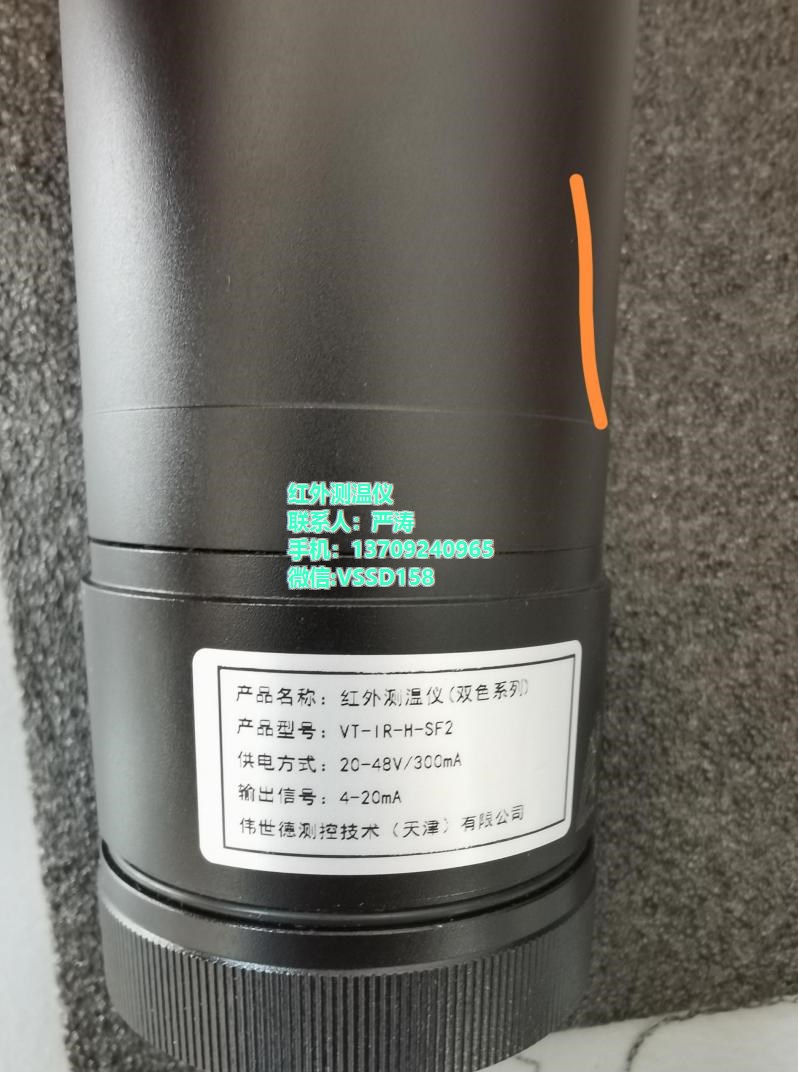 红外测温仪
联系人：严涛
手机：13709240965
微信:VSSD158
产品名称：红外测温仪(双色系列)
产品型号：VT-IR-H-SF2
供电方式：20-48V/300mA
输出信号：4-20mA
伟世德测控技术（天津）有限公司